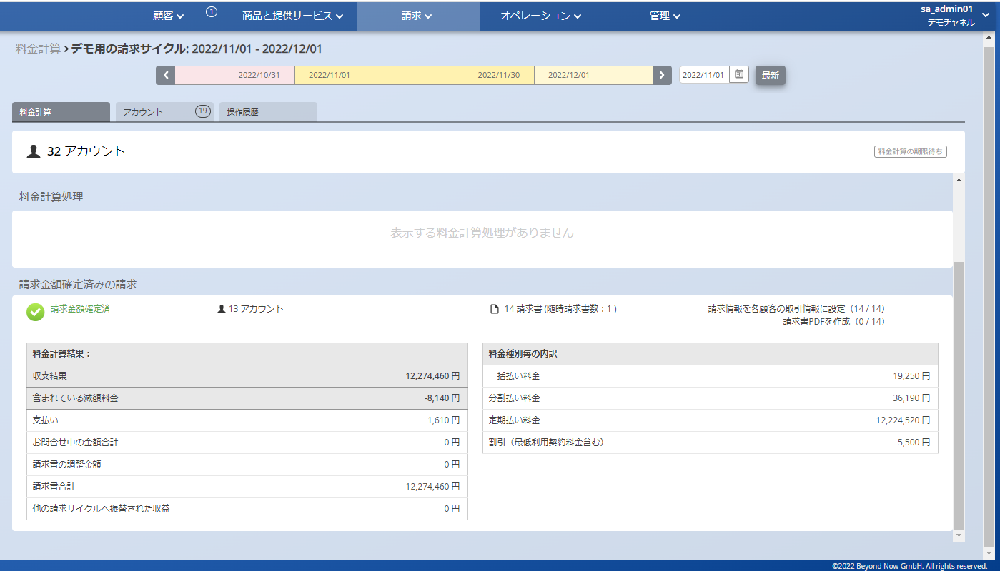 顧客 ① 商品と提供サービス 請求 オペレーション 管理 sa_admin01
デモチャネル
料金計算 > デモ用の請求サイクル: 2022/11/01 - 2022/12/01
2022/10/31 2022/11/01 2022/11/30 2022/12/01 2022/11/01 最新
料金計算 アカウント 19 操作履歴
32 アカウント 料金計算の期限待ち
料金計算処理
表示する料金計算処理がありません
請求金額確定済みの請求
請求金額確定済 13 アカウント 14 請求書 (随時請求書数：1 ) 請求情報を各顧客の取引情報に設定（14 / 14）
請求書PDFを作成（0 / 14）
料金計算結果：
収支結果 12,274,460 円
含まれている減額料金 -8,140 円
支払い 1,610 円
お問合せ中の金額合計 0 円
請求書の調整金額 0 円
請求書合計 12,274,460 円
他の請求サイクルへ振替された収益 0 円
料金種別毎の内訳
一括払い料金 19,250 円
分割払い料金 36,190 円
定期払い料金 12,224,520 円
割引（最低利用契約料金含む） -5,500 円
©2022 Beyond Now GmbH. All rights reserved.